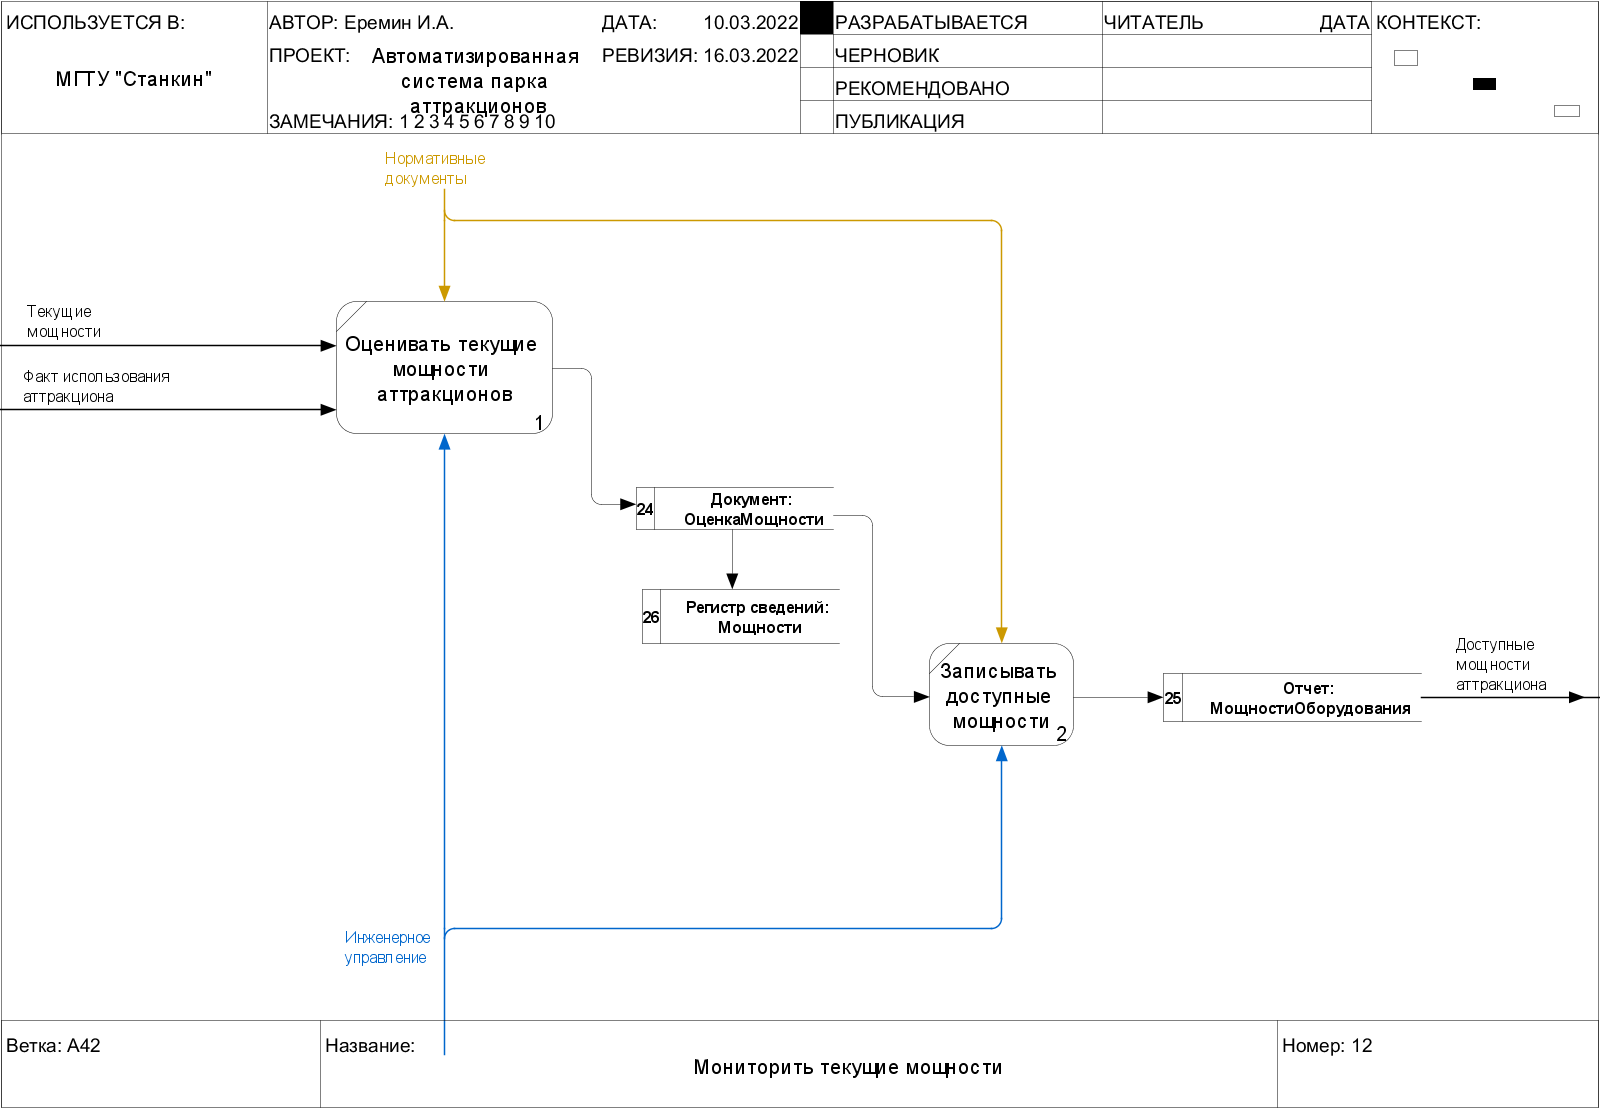 ИСПОЛЬЗУЕТСЯ В:
МГТУ "Станкин"
АВТОР: Еремин И.А.
ДАТА: 10.03.2022
ПРОЕКТ: Автоматизированная
система парка
аттракционов
РЕВИЗИЯ: 16.03.2022
ЗАМЕЧАНИЯ: 1 2 3 4 5 6 7 8 9 10
РАЗРАБАТЫВАЕТСЯ
ЧЕРНОВИК
РЕКОМЕНДОВАНО
ПУБЛИКАЦИЯ
ЧИТАТЕЛЬ
ДАТА
КОНТЕКСТ:
Нормативные
документы
Текущие
мощности
Факт использования
аттракциона
Оценивать текущие
мощности
аттракционов
1
24
Документ:
ОценкаМощности
26
Регистр сведений:
Мощности
Записывать
доступные
мощности
2
25
Отчет:
МощностиОборудования
Доступные
мощности
аттракциона
Инженерное
управление
Ветка: A42
Название:
Мониторить текущие мощности
Номер: 12